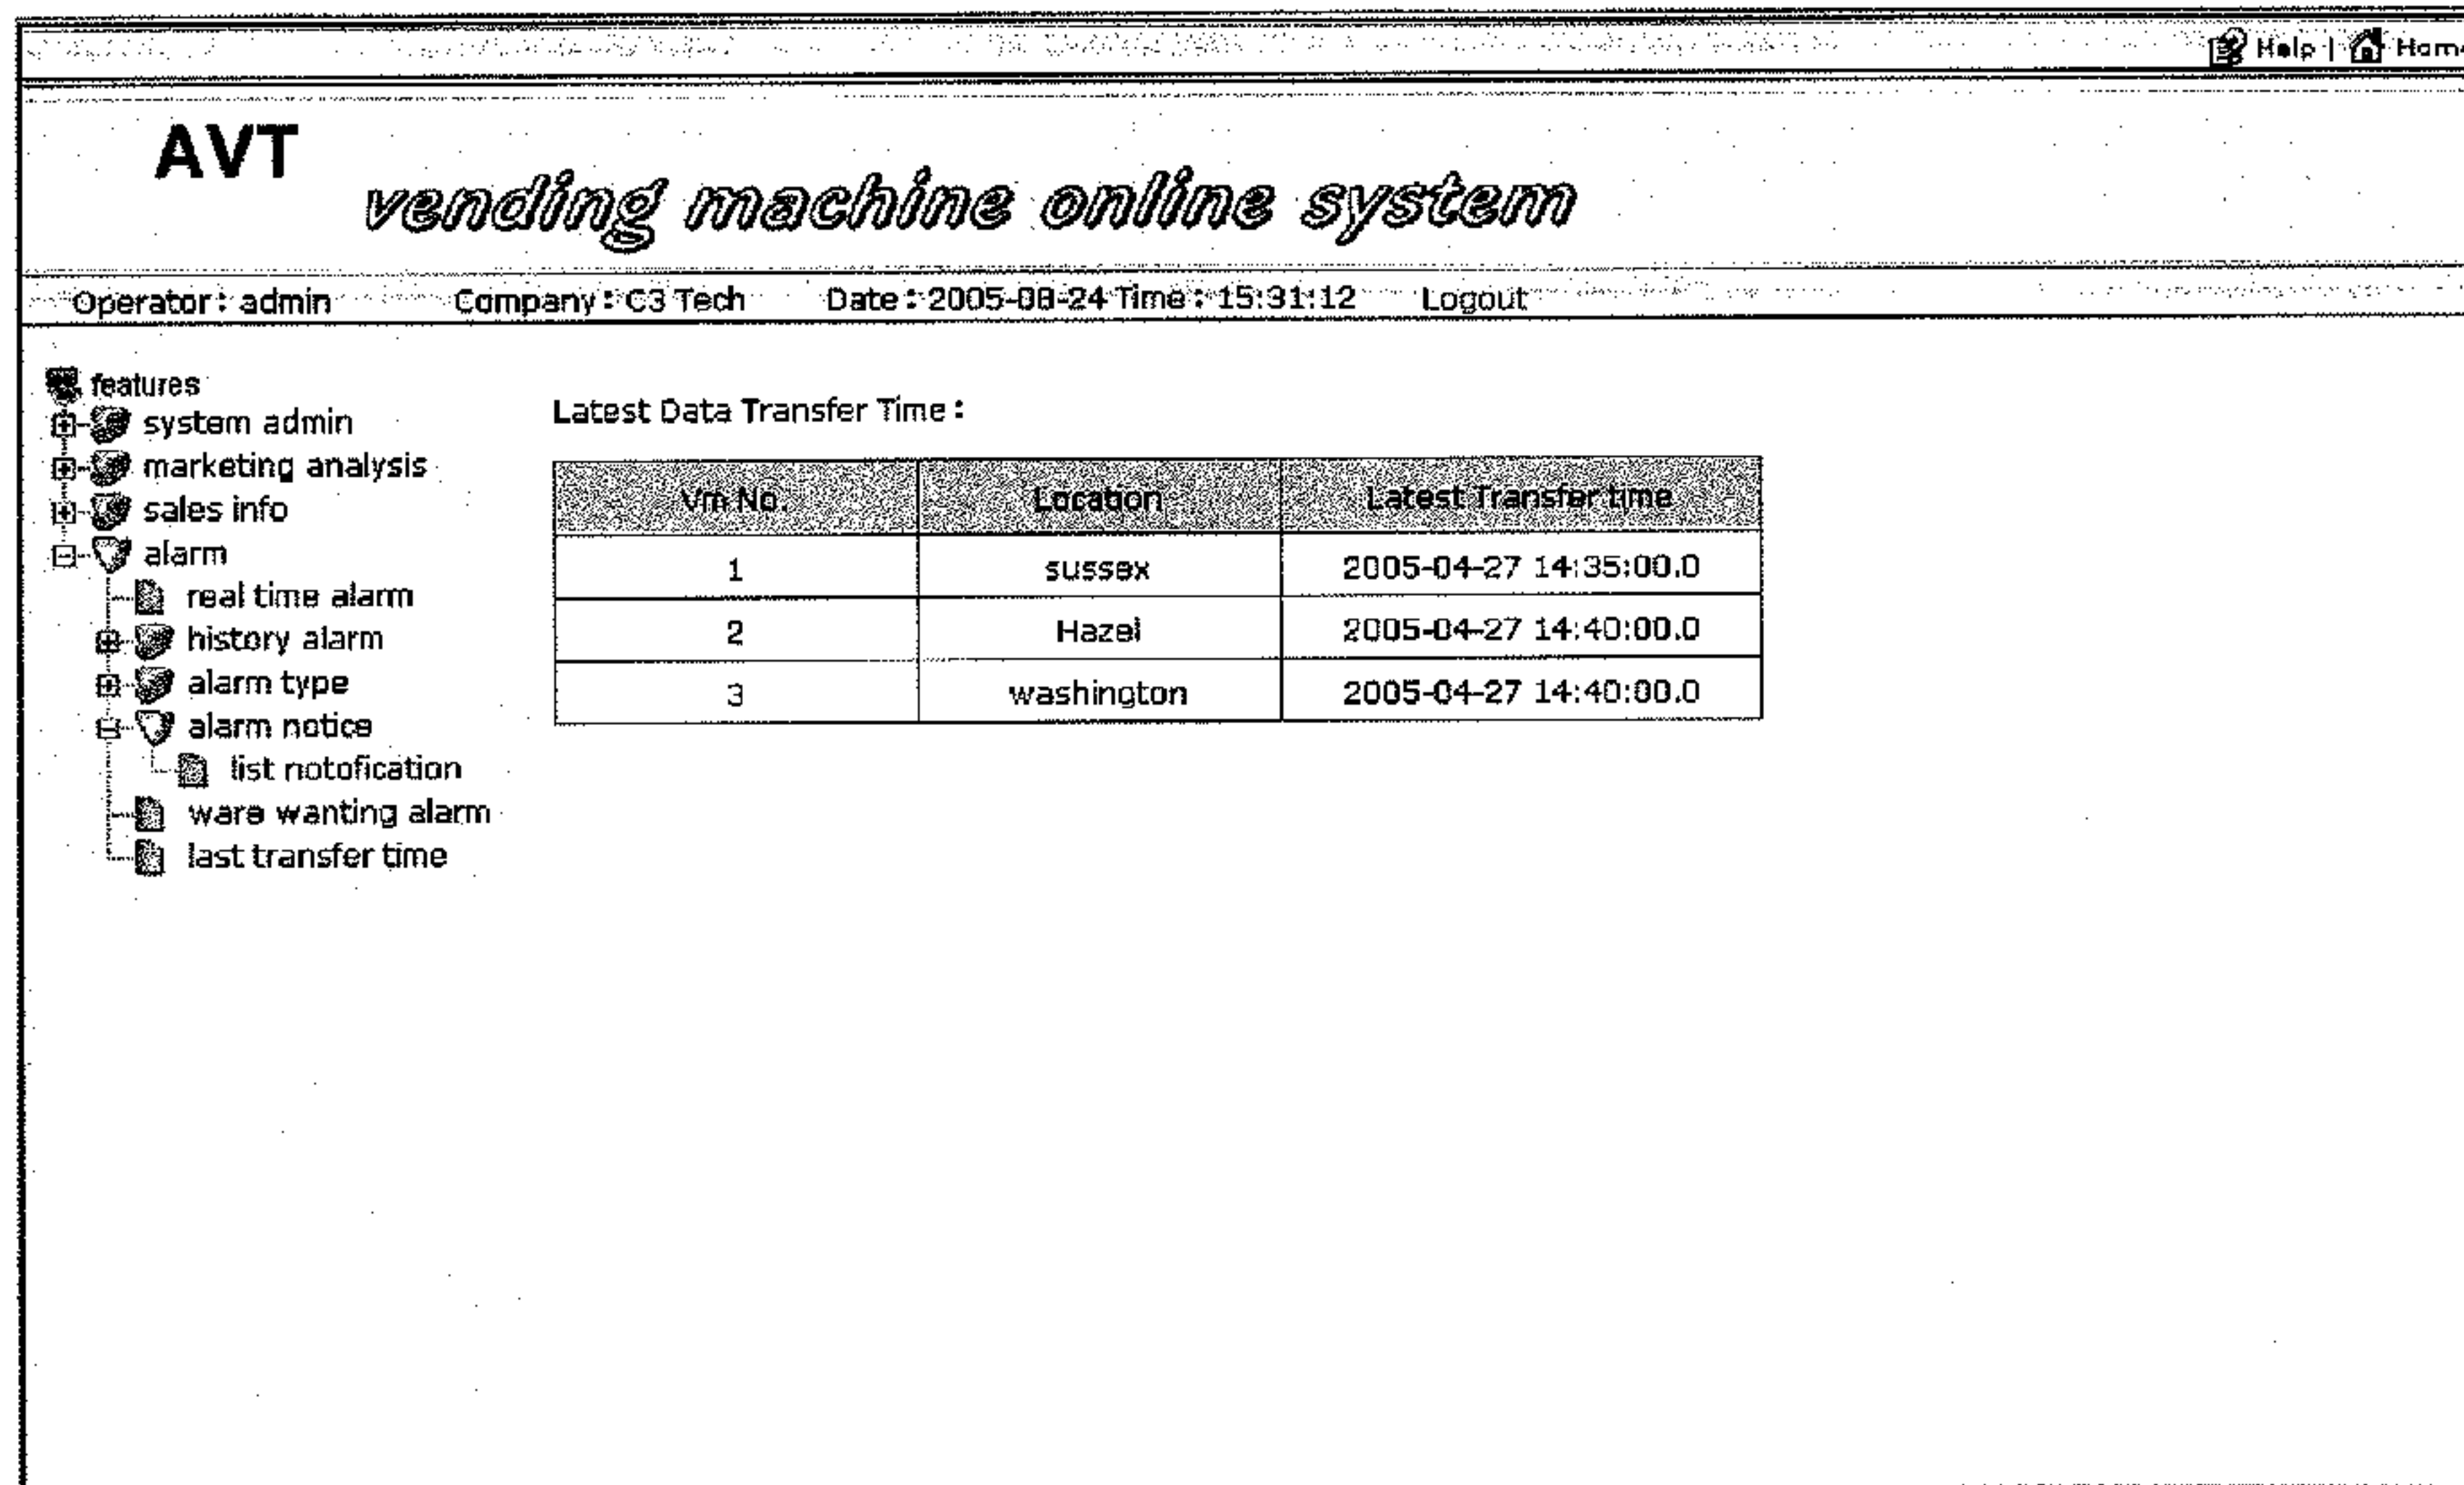 Help | Home
AVT
vending machine online system
Operator: admin Company: C3 Tech Date: 2005-08-24 Time: 15:31:12 Logout
features
system admin
marketing analysis
sales info
alarm
real time alarm
history alarm
alarm type
alarm notice
list notofication
ware wanting alarm
last transfer time
Latest Data Transfer Time:
Vm No. Location Latest Transfer time
1 sussex 2005-04-27 14:35:00.0
2 Hazel 2005-04-27 14:40:00.0
3 washington 2005-04-27 14:40:00.0